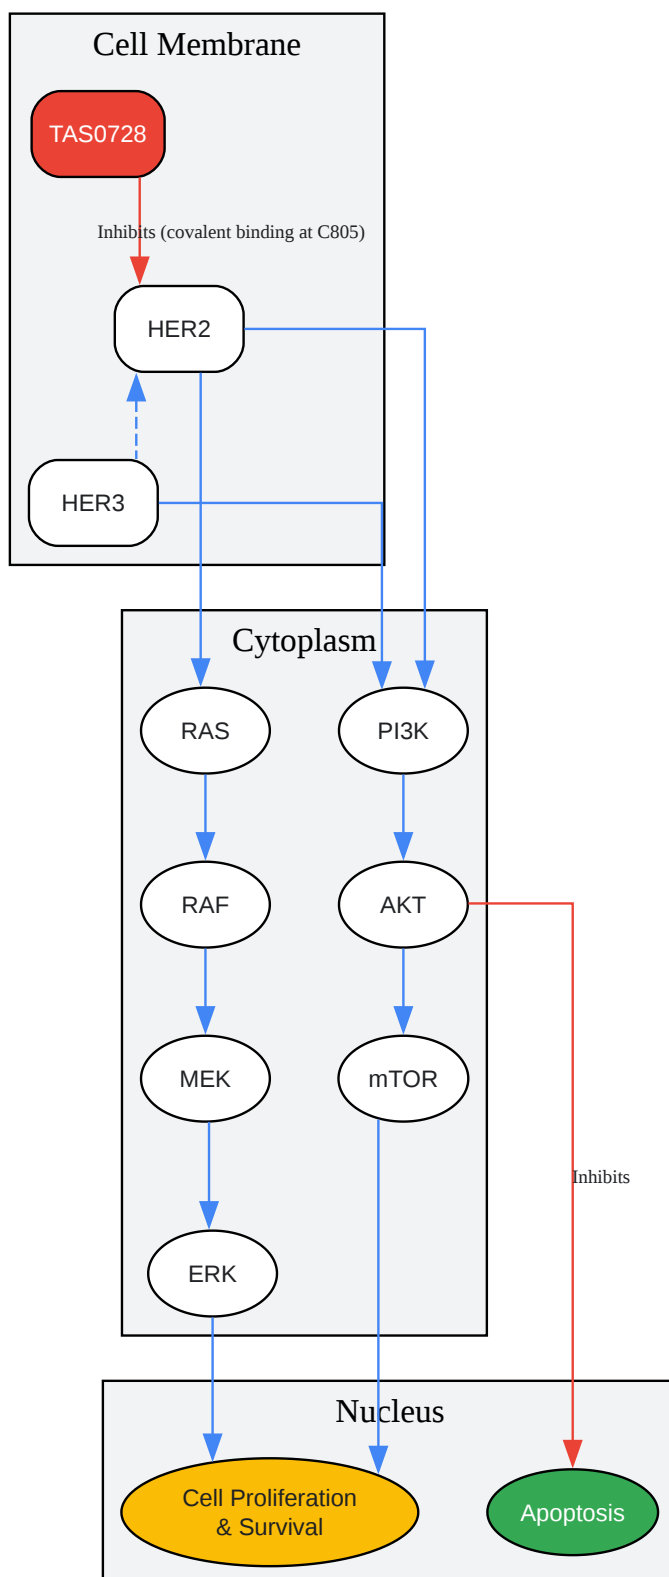 Cell Membrane
TAS0728
Inhibits (covalent binding at C805)
HER2
HER3
Cytoplasm
RAS
PI3K
RAF
AKT
MEK
mTOR
Inhibits
ERK
Nucleus
Cell Proliferation
& Survival
Apoptosis